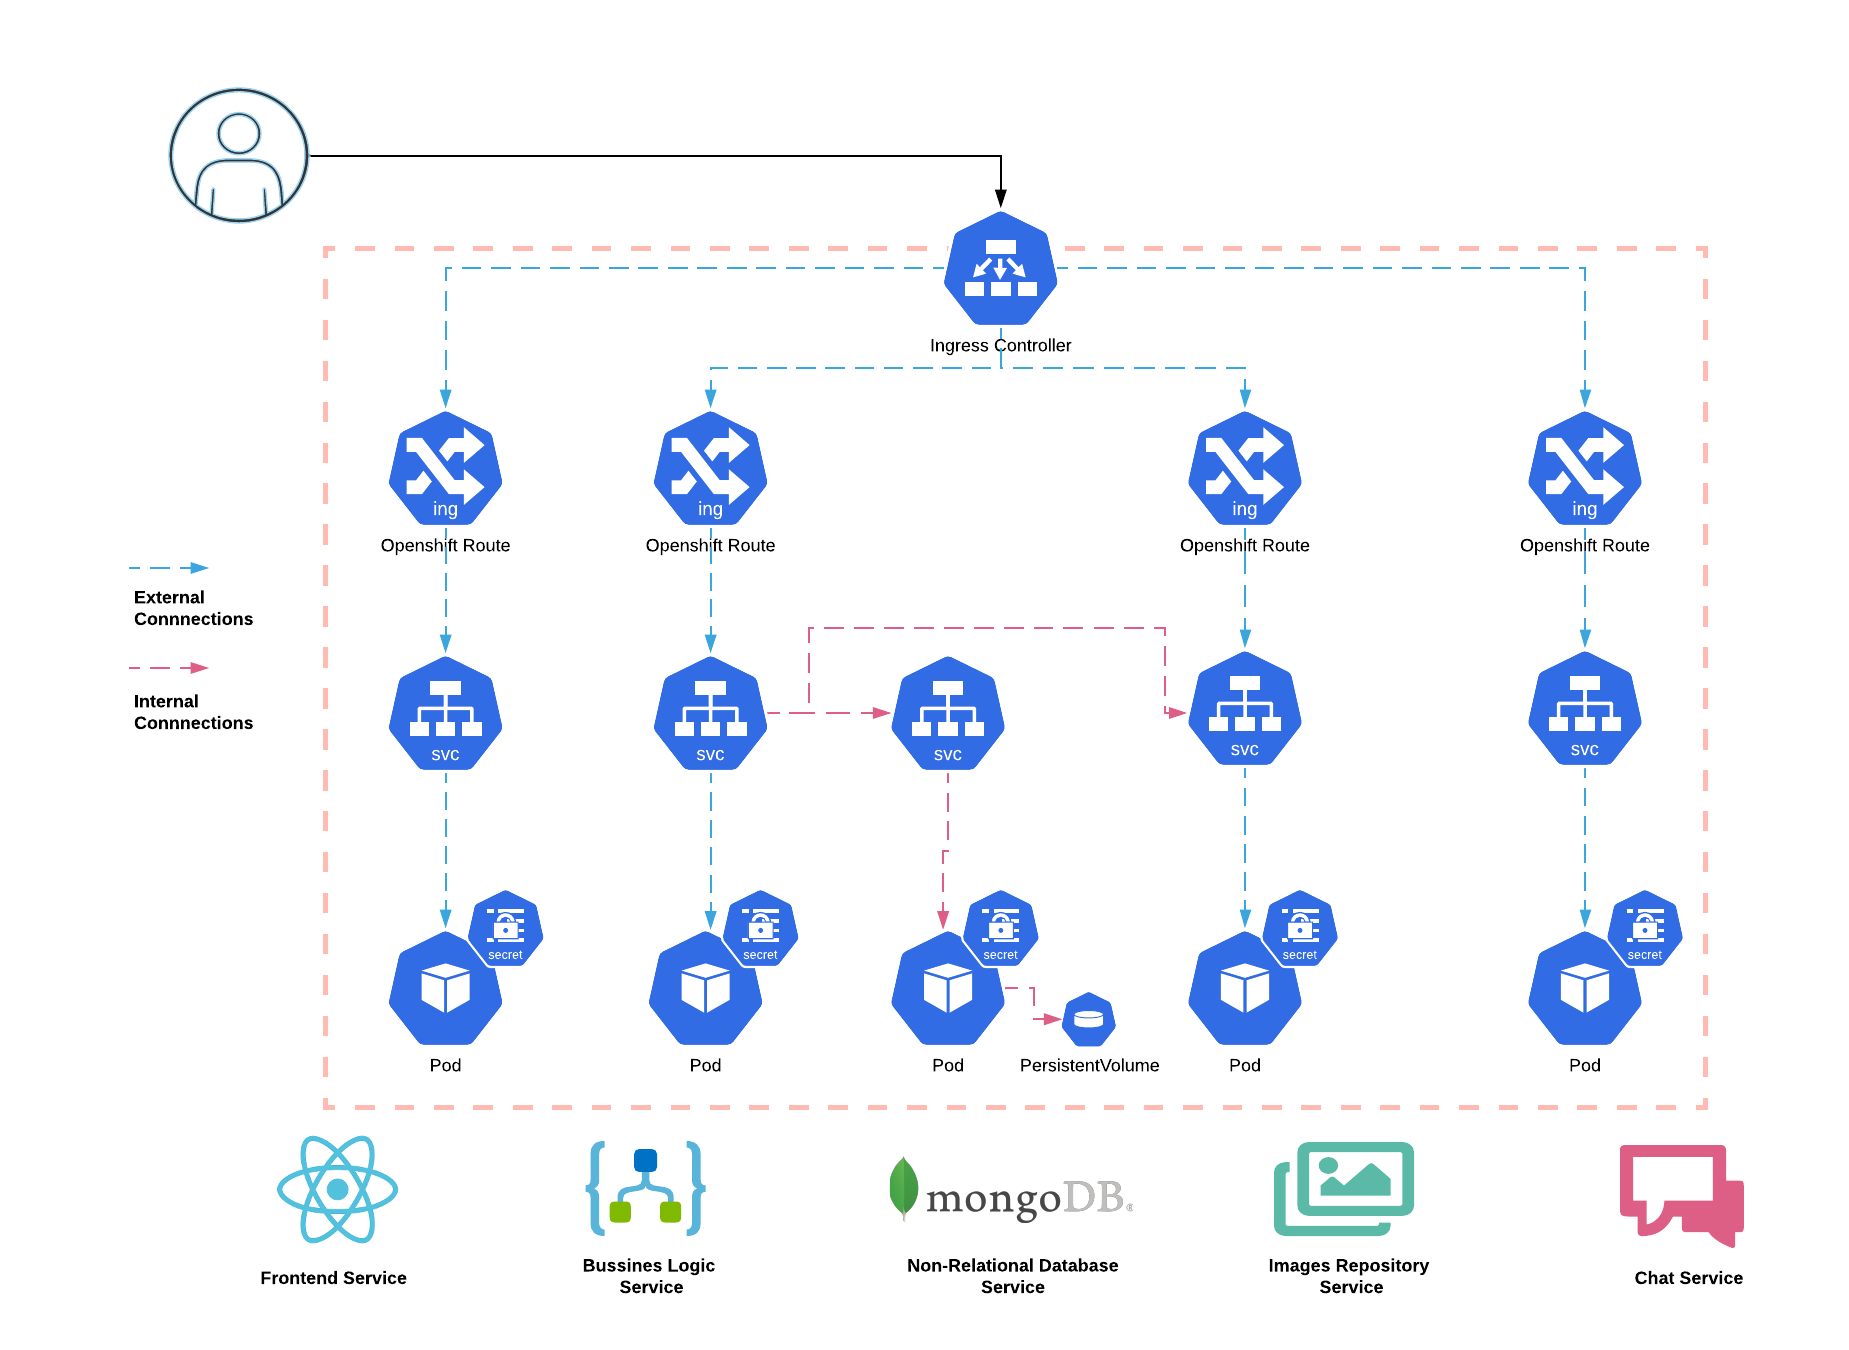 Ingress Controller
ing
ing
ing
ing
Openshift Route
Openshift Route
Openshift Route
Openshift Route
External
Connnections
Internal
Connnections
svc
svc
svc
svc
svc
secret
secret
secret
secret
secret
Pod
Pod
Pod
PersistentVolume
Pod
Pod
mongoDB®
Frontend Service
Bussines Logic
Service
Non-Relational Database
Service
Images Repository
Service
Chat Service